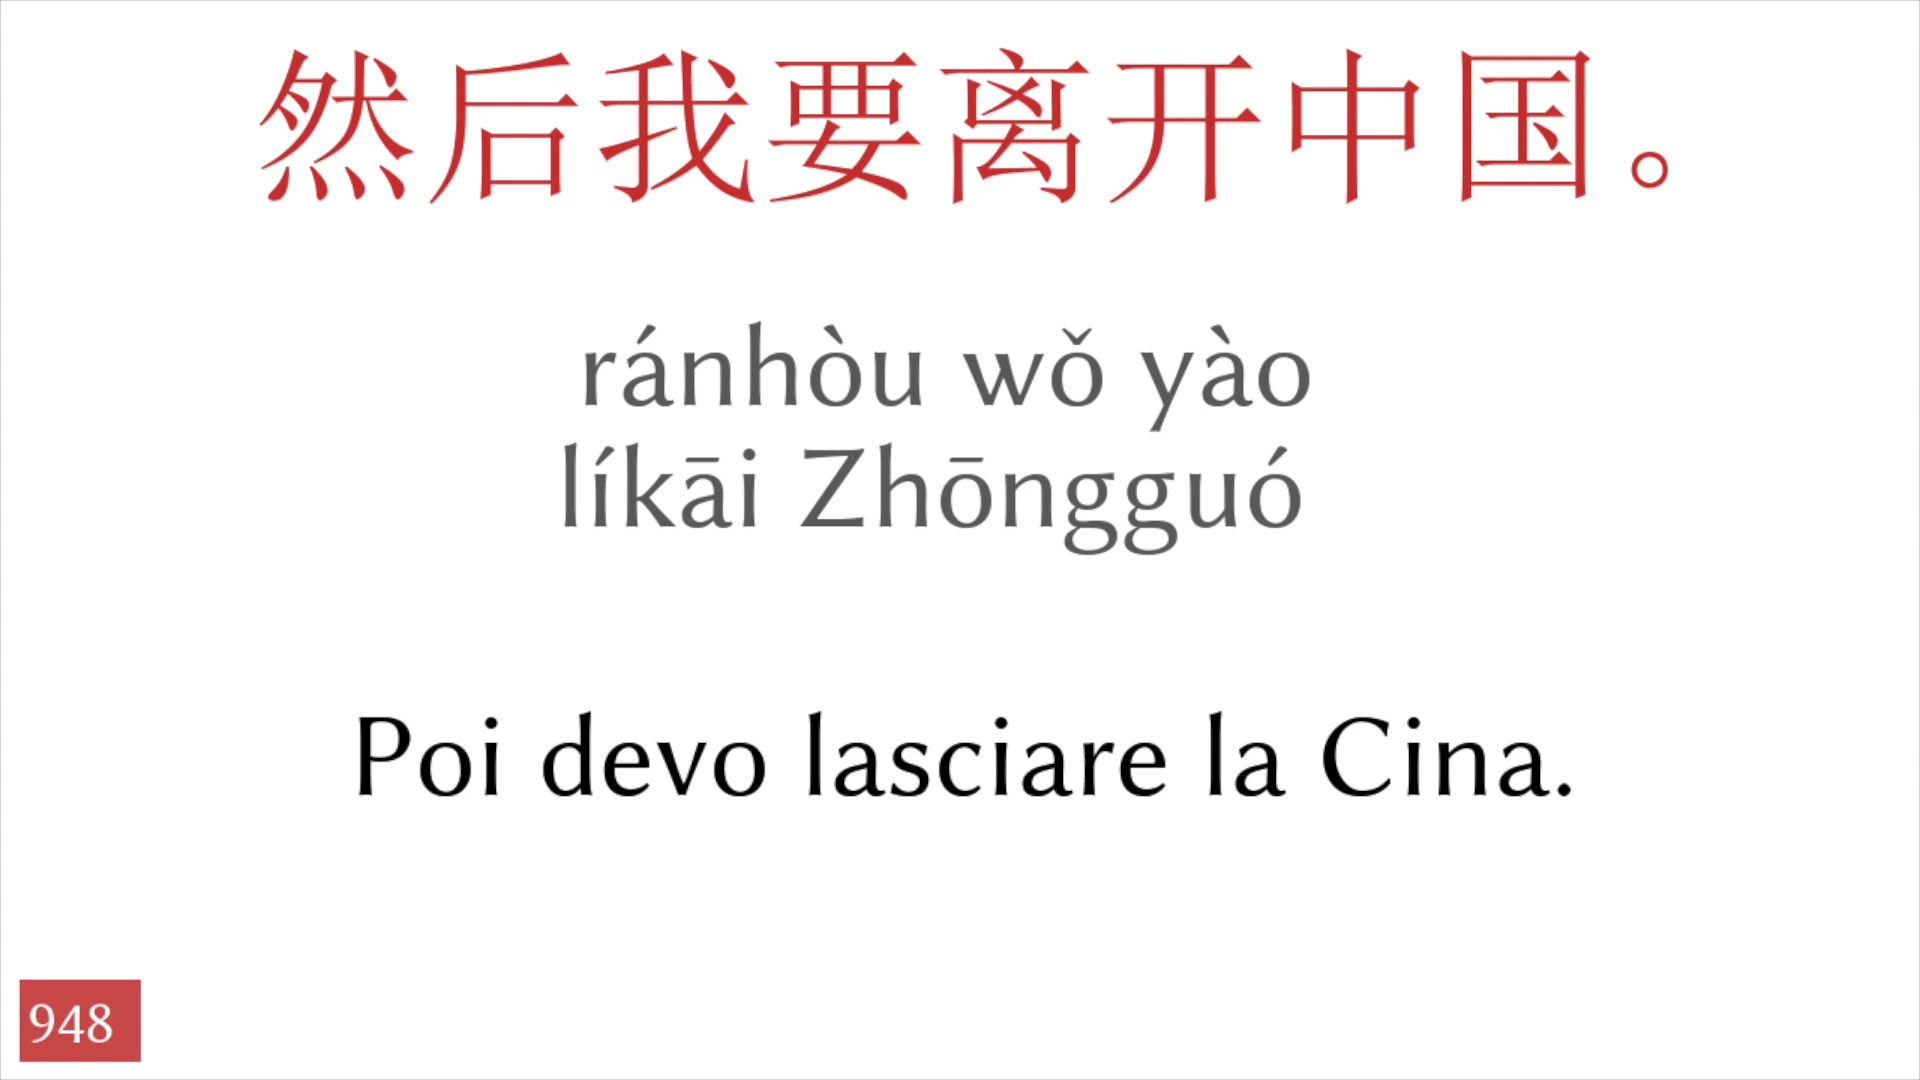 然后我要离开中国。
ránhòu wǒ yào
líkāi Zhōngguó
Poi devo lasciare la Cina.
948